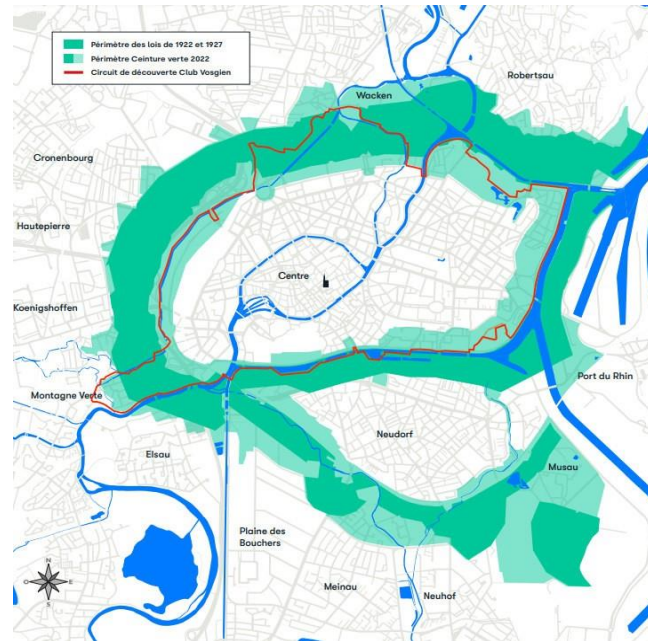 Périmètre des lois de 1922 et 1927
Périmètre Ceinture verte 2022
Circuit de découverte Club Vosgien
Robertsau
Wacken
Cronenbourg
Hautepierre
Centre
Koenigshoffen
Port du Rhin
Montagne Verte
Neudorf
Elsau
Musau
Plaine des
Bouchers
Meinau
Neuhof
N
O
E
S